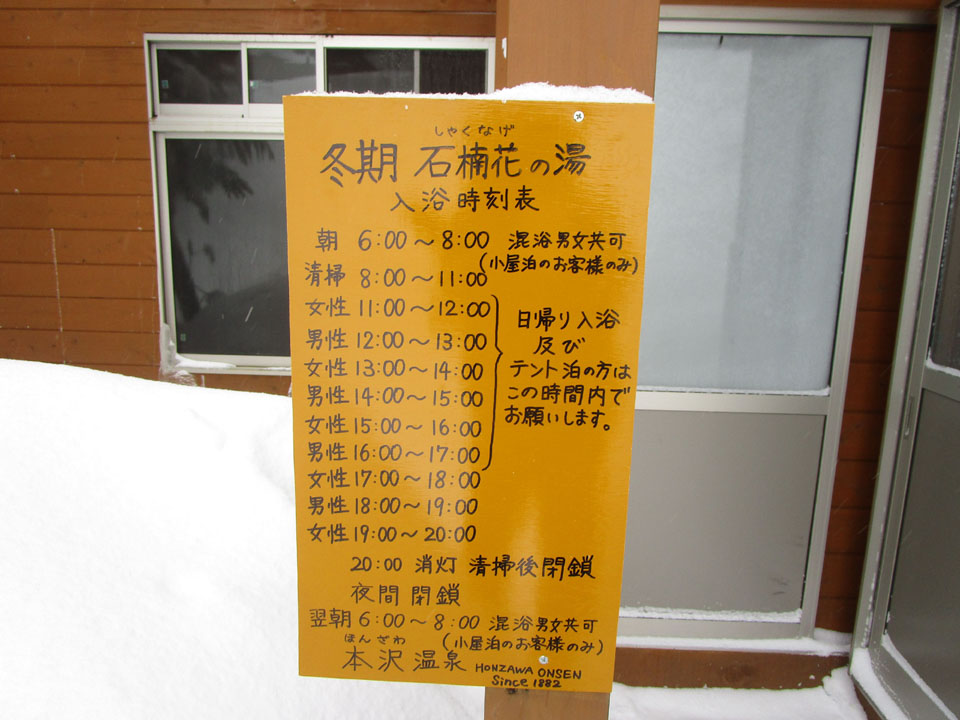 しゃくなげ
冬期 石楠花の湯
入浴時刻表
朝 6:00～8:00 混浴男女共可
(小屋泊のお客様のみ)
清掃 8:00～11:00
女性 11:00～12:00
男性 12:00～13:00
女性 13:00～14:00
男性 14:00～15:00
女性 15:00～16:00
男性 16:00～17:00
日帰り入浴
及び
テント泊の方は
この時間内で
お願いします。
女性 17:00～18:00
男性 18:00～19:00
女性 19:00～20:00
20:00 消灯 清掃後閉鎖
夜間 閉鎖
翌朝 6:00～8:00 混浴男女共可
(小屋泊のお客様のみ)
ほんざわ
本沢温泉 HONZAWA ONSEN
Since 1882